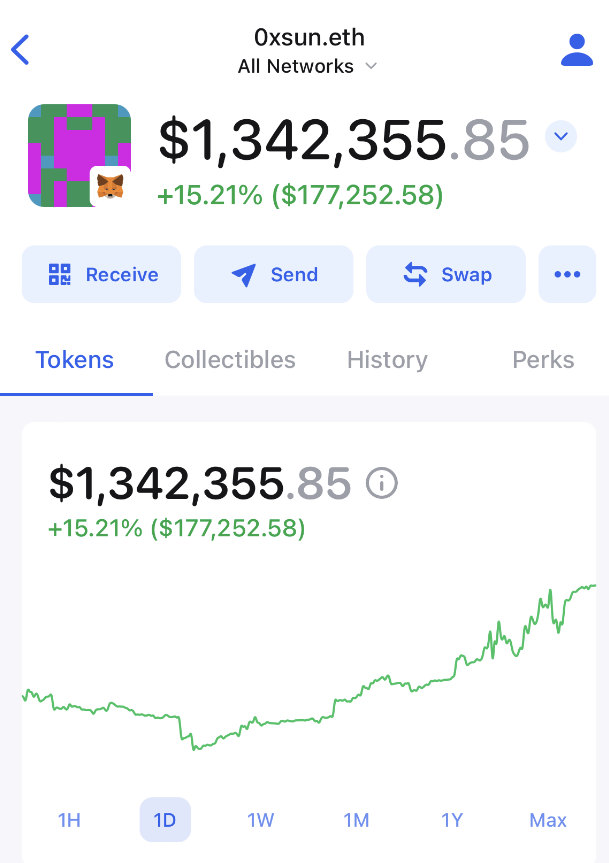 0xsun.eth
All Networks
$1,342,355.85
+15.21% ($177,252.58)
Receive Send Swap
Tokens Collectibles History Perks
$1,342,355.85
+15.21% ($177,252.58)
1H 1D 1W 1M 1Y Max